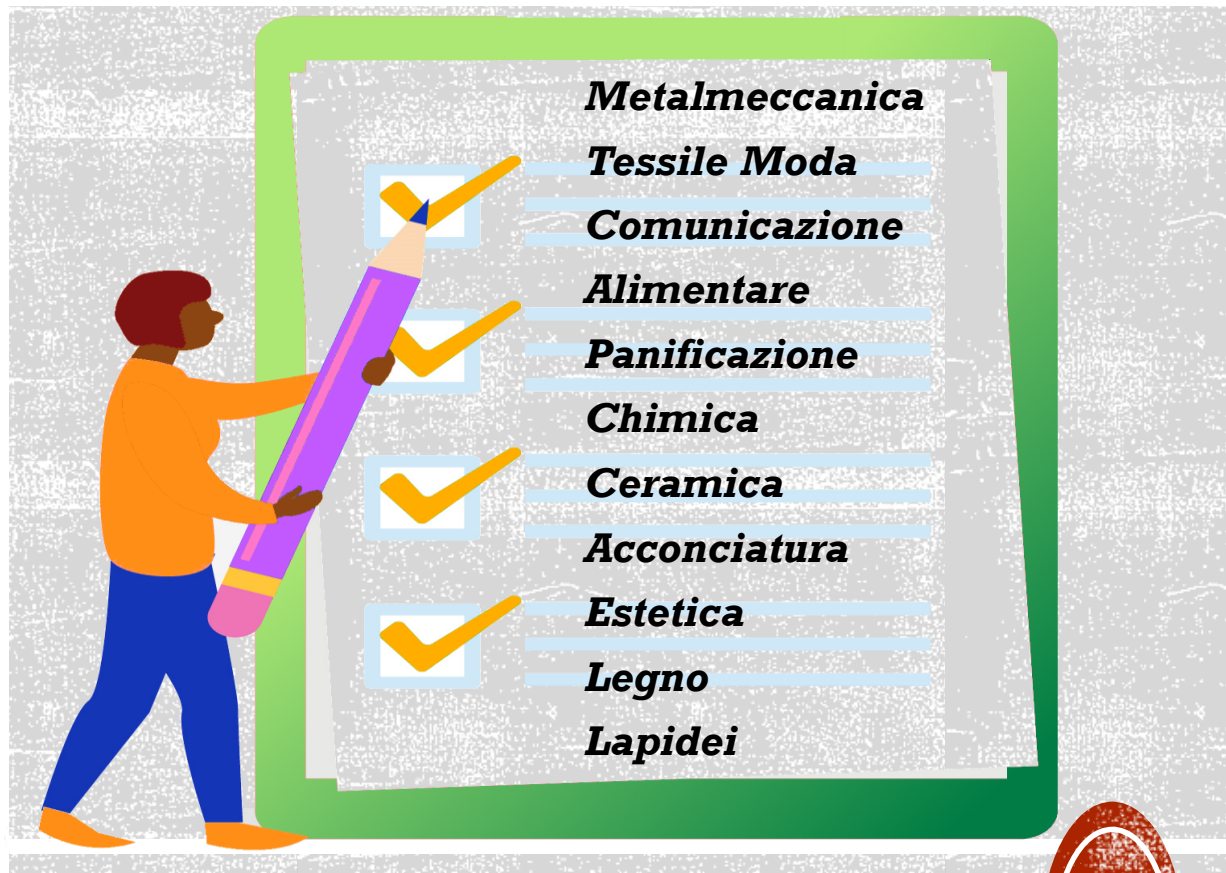 Metalmeccanica
Tessile Moda
Comunicazione
Alimentare
Panificazione
Chimica
Ceramica
Acconciatura
Estetica
Legno
Lapidei